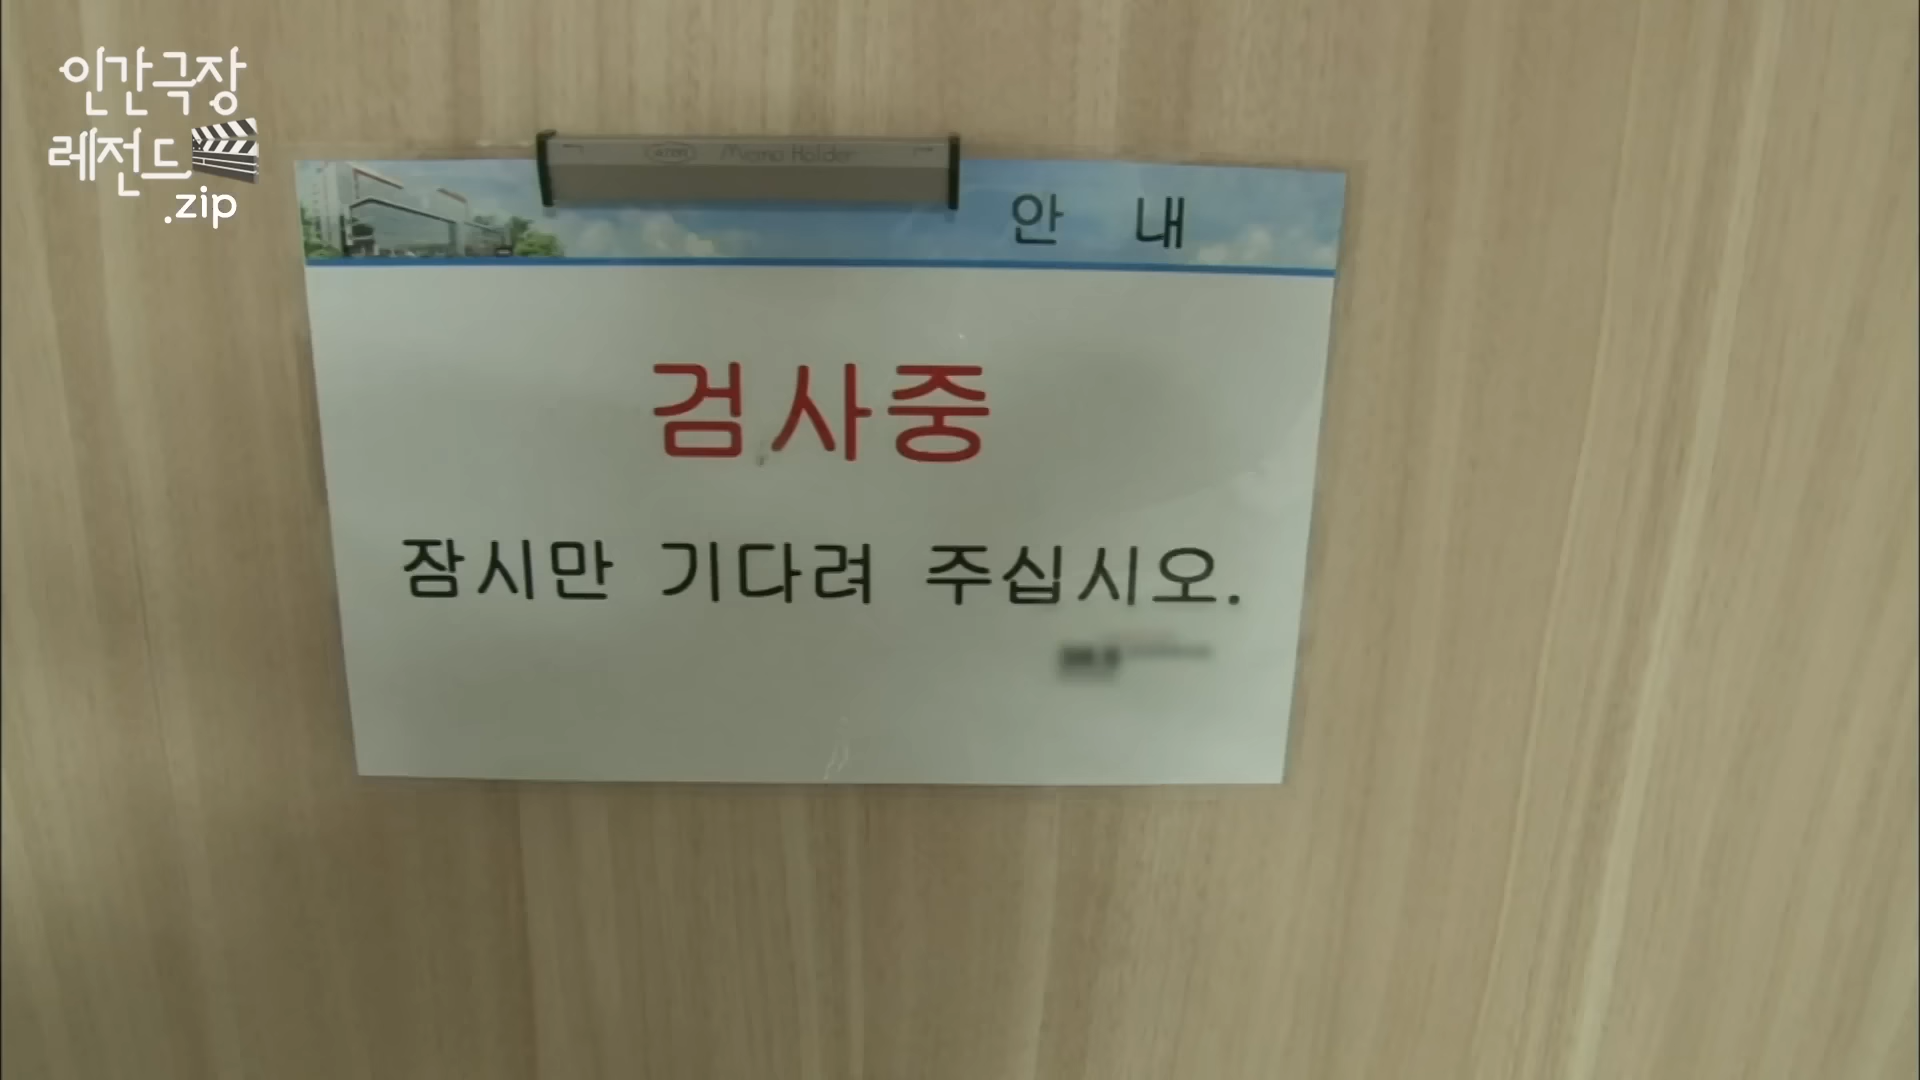 인간극장
레전드
.zip
Memo Holder
안 내
검사중
잠시만 기다려 주십시오.